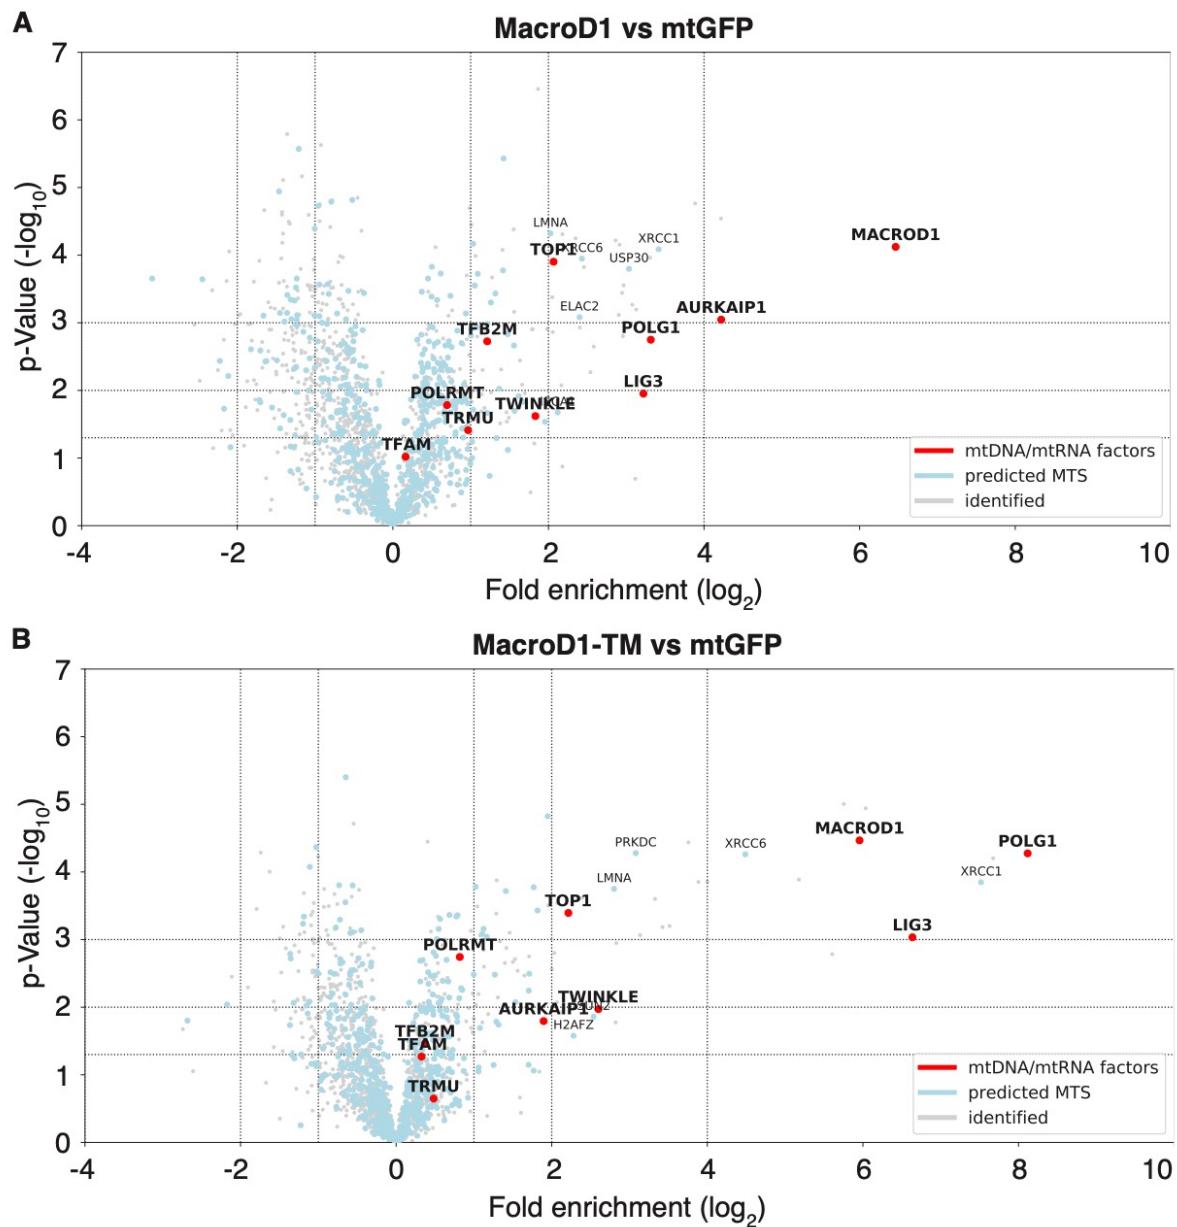 A
MacroD1 vs mtGFP
7
6
5
4
3
2
1
0
p-Value (-log10)
LMNA
XRCC1
MACROD1
TOP1
XRCC6
USP30
ELAC2
AURKAIP1
TFB2M
POLG1
LIG3
POLRMT
TWINKLE
TRMU
TFAM
mtDNA/mtRNA factors
predicted MTS
identified
-4 -2 0 2 4 6 8 10
Fold enrichment (log2)
B
MacroD1-TM vs mtGFP
7
6
5
4
3
2
1
0
p-Value (-log10)
PRKDC
XRCC6
MACROD1
POLG1
LMNA
XRCC1
TOP1
LIG3
POLRMT
TWINKLE
AURKAIP1
H2AFZ
TFB2M
TFAM
TRMU
mtDNA/mtRNA factors
predicted MTS
identified
-4 -2 0 2 4 6 8 10
Fold enrichment (log2)